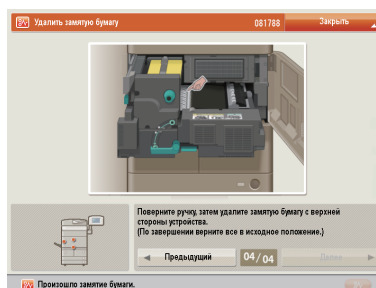 Удалить замятую бумагу
081788
Закрыть
Поверните ручку, затем удалите замятую бумагу с верхней
стороны устройства.
(По завершении верните все в исходное положение.)
Предыдущий
04/04
Далее
Произошло замятие бумаги.